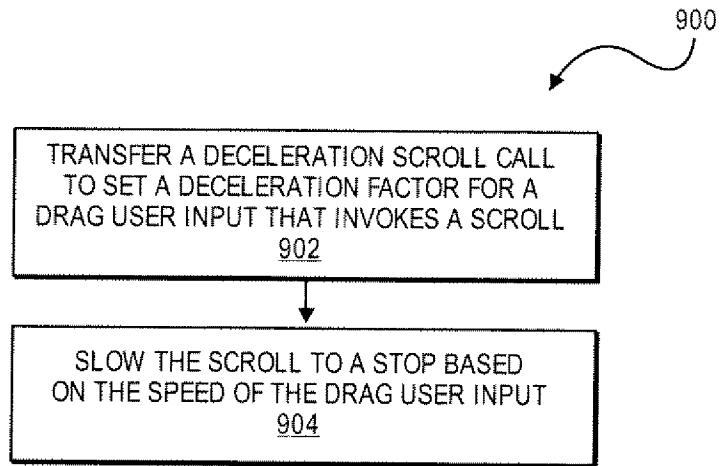 900
TRANSFER A DECELERATION SCROLL CALL
TO SET A DECELERATION FACTOR FOR A
DRAG USER INPUT THAT INVOKES A SCROLL
902
SLOW THE SCROLL TO A STOP BASED
ON THE SPEED OF THE DRAG USER INPUT
904